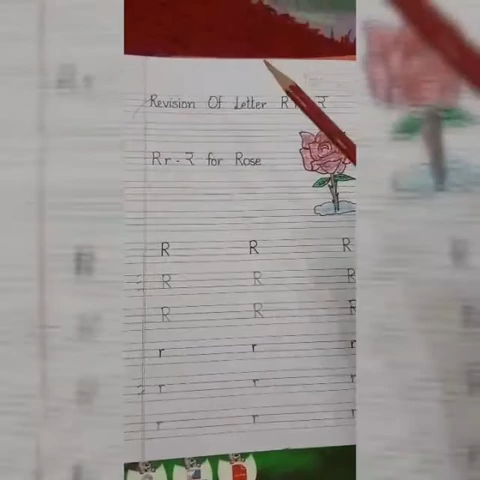 Revision Of Letter R र
Rr - र for Rose
R R R
R R R
R R R
r r r
r r r
r r r